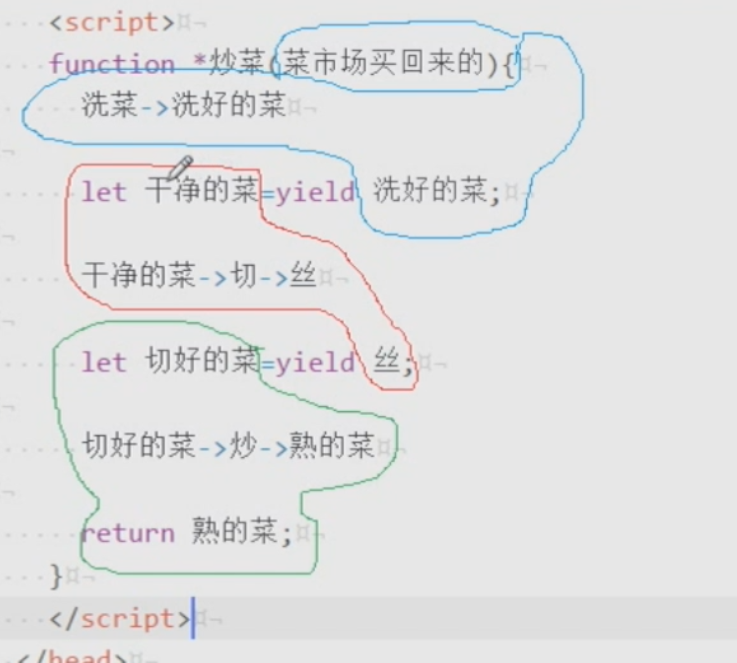 <script>
function *炒菜(菜市场买回来的){
洗菜->洗好的菜
let 干净的菜=yield 洗好的菜;
干净的菜->切->丝
let 切好的菜=yield 丝;
切好的菜->炒->熟的菜
return 熟的菜;
}
</script>
</head>